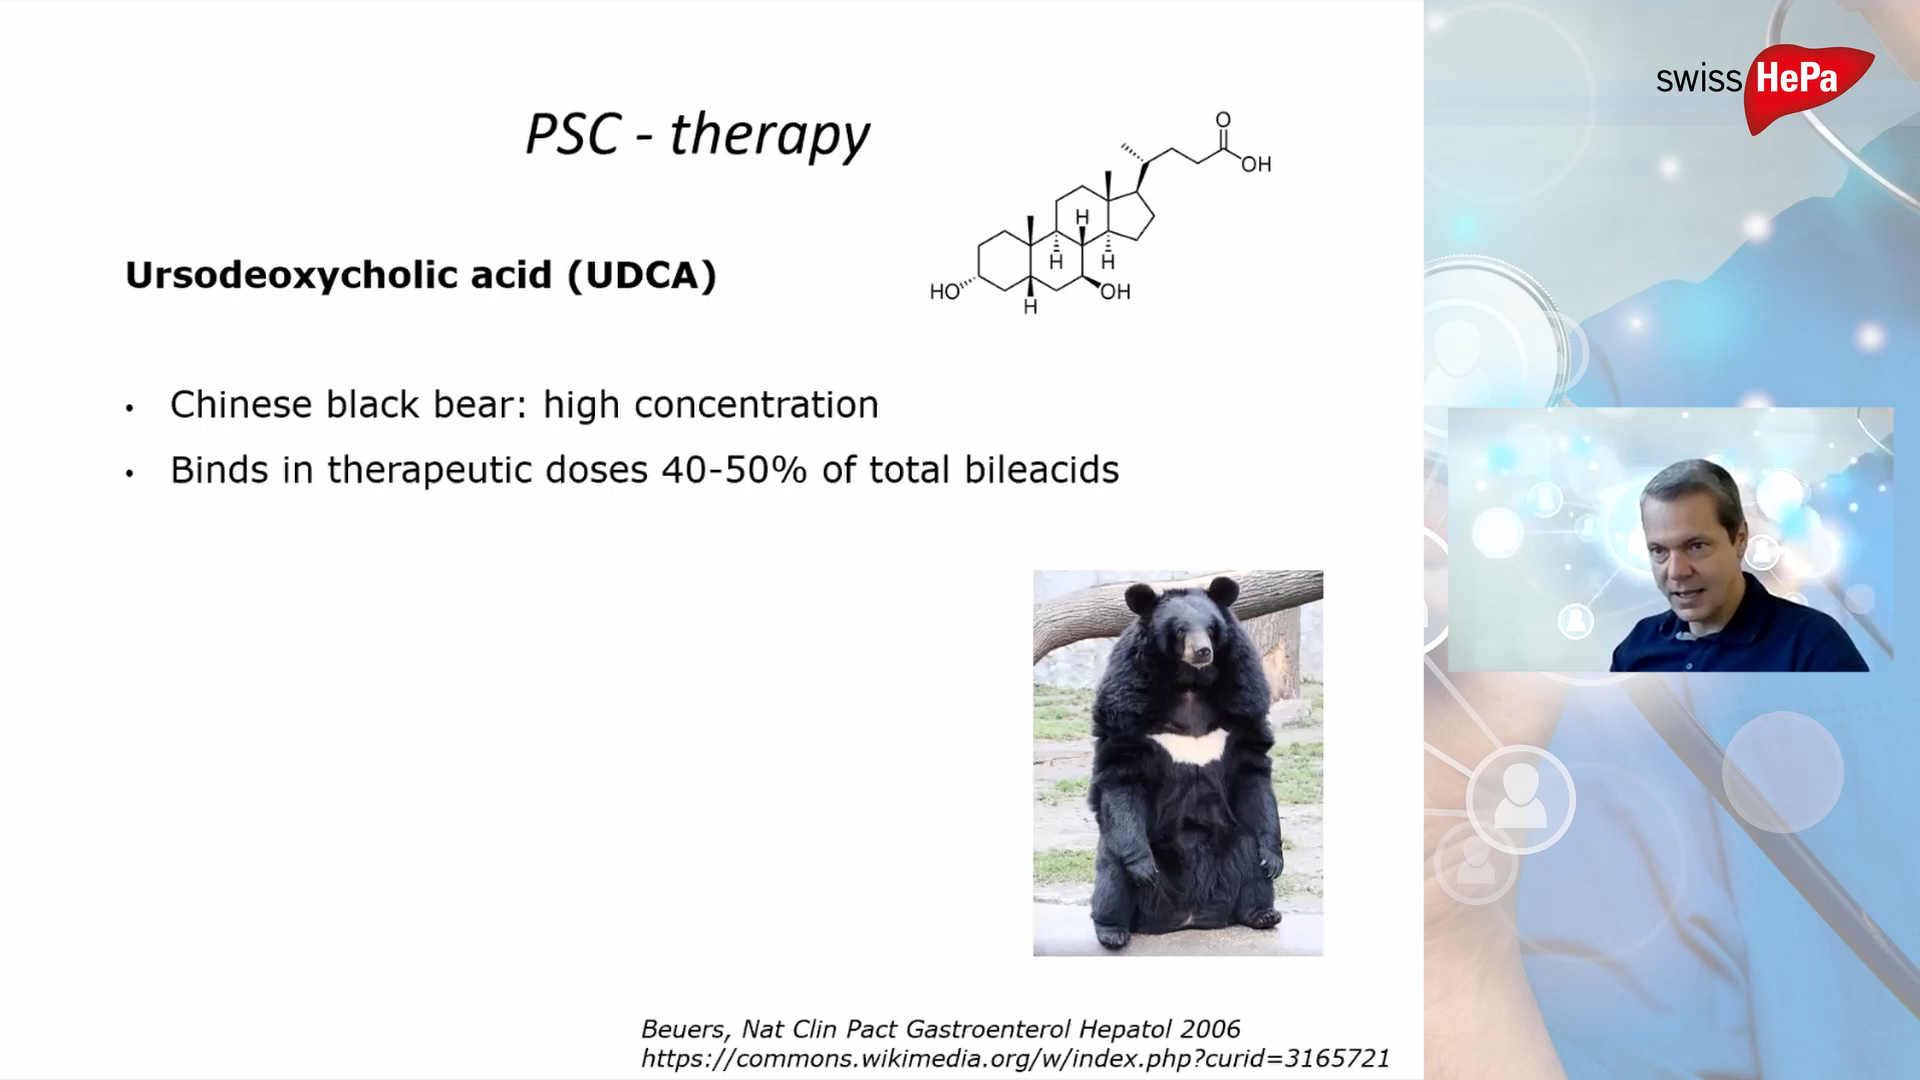 swiss HePa
PSC - therapy
O
OH
H
H
H
HO
OH
H
Ursodeoxycholic acid (UDCA)
• Chinese black bear: high concentration
• Binds in therapeutic doses 40-50% of total bileacids
Beuers, Nat Clin Pact Gastroenterol Hepatol 2006
https://commons.wikimedia.org/w/index.php?curid=3165721